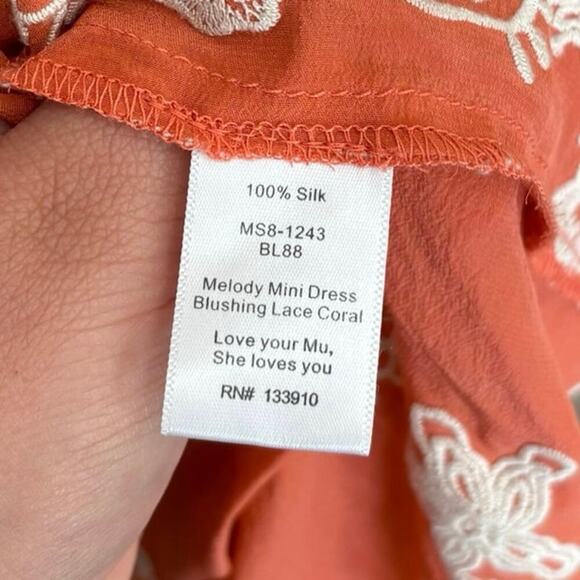 100% Silk
MS8-1243
BL88
Melody Mini Dress
Blushing Lace Coral
Love your Mu,
She loves you
RN# 133910